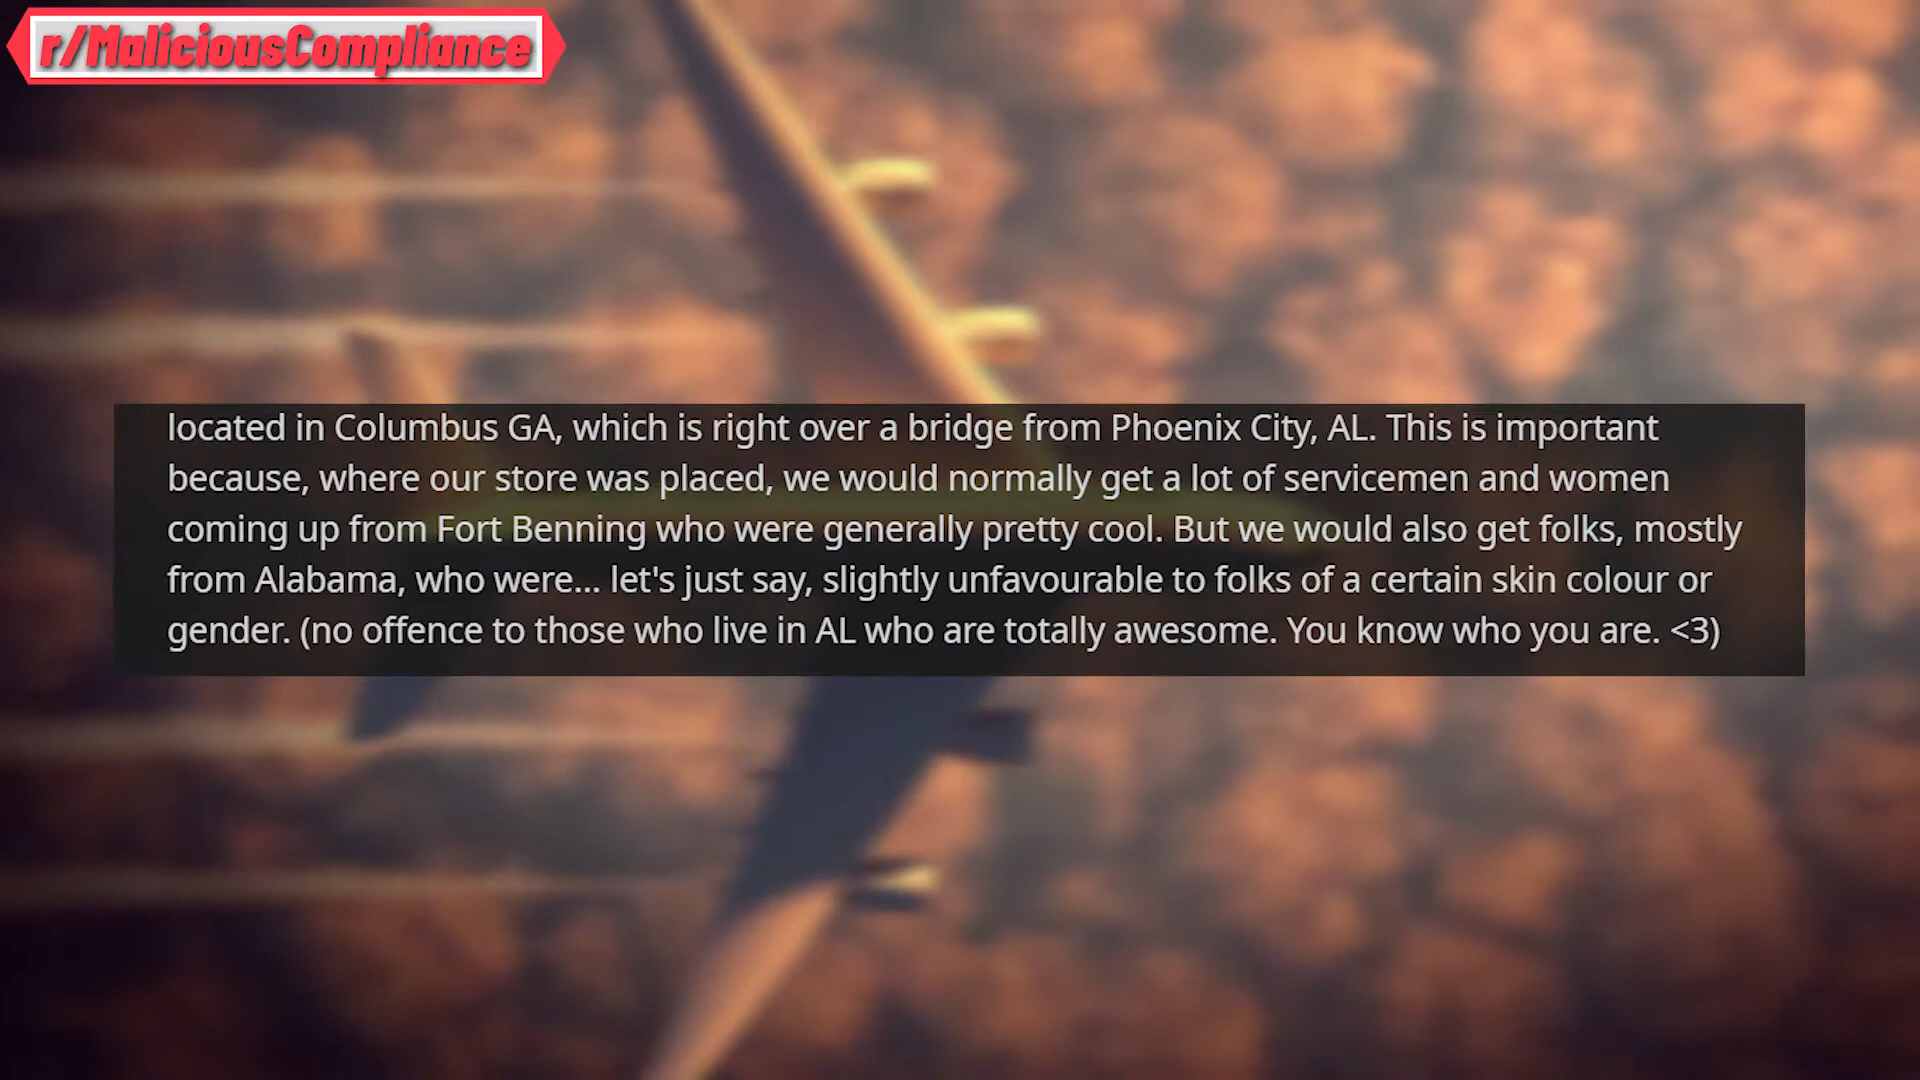 r/MaliciousCompliance
located in Columbus GA, which is right over a bridge from Phoenix City, AL. This is important
because, where our store was placed, we would normally get a lot of servicemen and women
coming up from Fort Benning who were generally pretty cool. But we would also get folks, mostly
from Alabama, who were... let's just say, slightly unfavourable to folks of a certain skin colour or
gender. (no offence to those who live in AL who are totally awesome. You know who you are. <3)